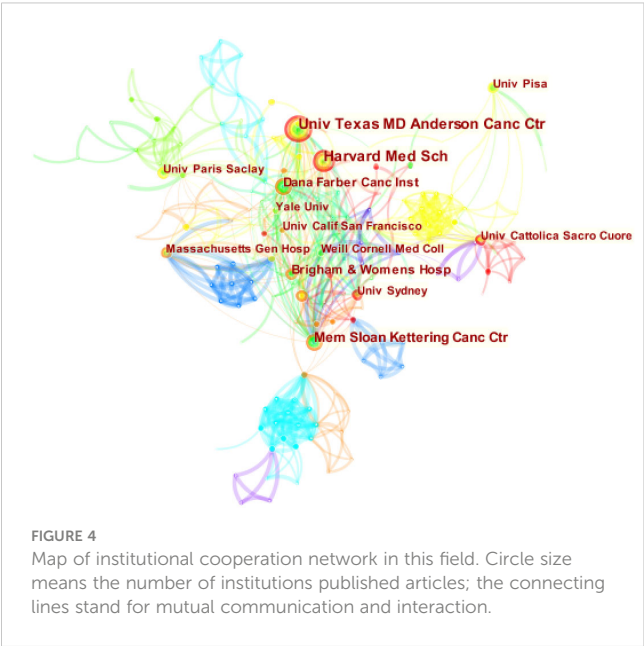 Univ Pisa
Univ Texas MD Anderson Canc Ctr
Harvard Med Sch
Univ Paris Saclay
Dana Farber Canc Inst
Yale Univ
Univ Calif San Francisco
Univ Cattolica Sacro Cuore
Massachusetts Gen Hosp
Weill Cornell Med Coll
Brigham & Womens Hosp
Univ Sydney
Mem Sloan Kettering Canc Ctr
FIGURE 4
Map of institutional cooperation network in this field. Circle size
means the number of institutions published articles; the connecting
lines stand for mutual communication and interaction.